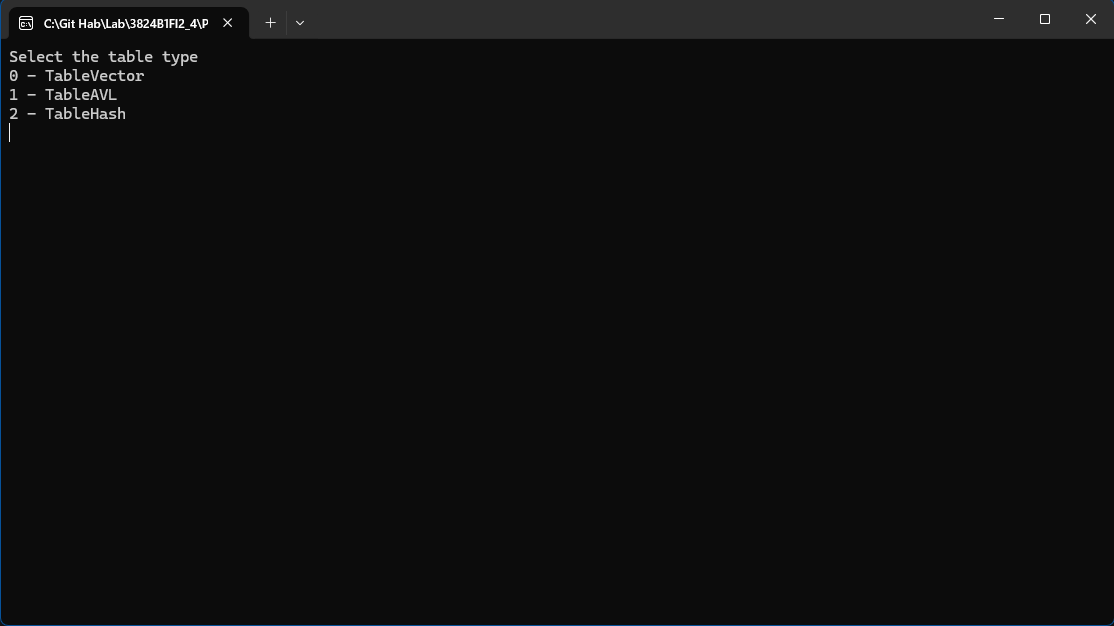 C:\Git Hab\Lab\3824B1FI2_4\P
Select the table type
0 - TableVector
1 - TableAVL
2 - TableHash